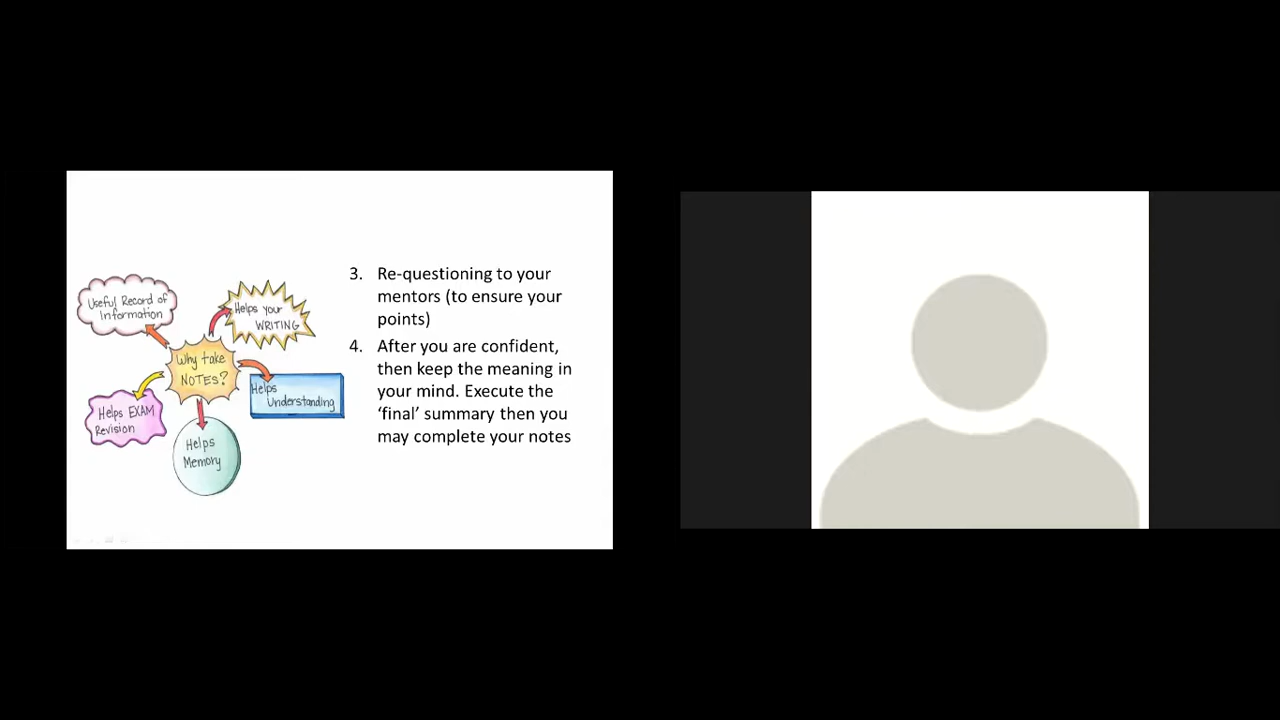 Useful Record of
Information
Helps your
WRITING
Why take
NOTES?
Helps
Understanding
Helps EXAM
Revision
Helps
Memory
3. Re-questioning to your
mentors (to ensure your
points)
4. After you are confident,
then keep the meaning in
your mind. Execute the
‘final’ summary then you
may complete your notes